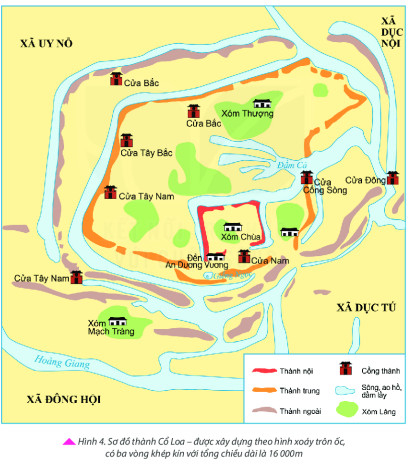 XÃ UY NỖ
XÃ
DỤC
NỘI
Cửa Bắc
Cửa Bắc
Xóm Thượng
Cửa Tây Bắc
Đầm Cả
Cửa
Cống Sông
Cửa Đông
Cửa Tây Nam
Xóm Chùa
Đền
An Dương Vương
Cửa Nam
Cửa Tây Nam
XÃ DỤC TÚ
Xóm
Mạch Tràng
Hoàng Giang
XÃ ĐÔNG HỘI
Thành nội
Cổng thành
Thành trung
Sông, ao hồ,
đầm lầy
Thành ngoài
Xóm Làng
Hình 4. Sơ đồ thành Cổ Loa – được xây dựng theo hình xoáy trôn ốc,
có ba vòng khép kín với tổng chiều dài là 16 000m